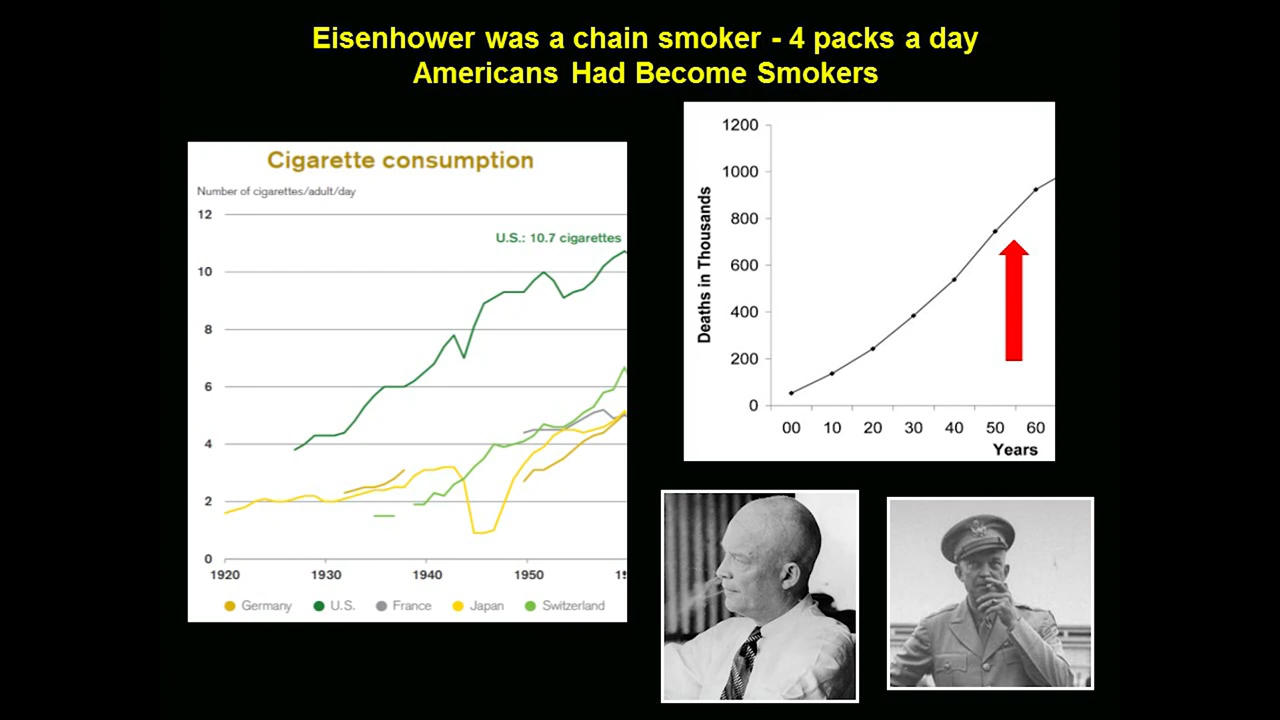 Eisenhower was a chain smoker - 4 packs a day
Americans Had Become Smokers
Cigarette consumption
Number of cigarettes/adult/day
12
U.S.: 10.7 cigarettes
10
8
6
4
2
0
1920 1930 1940 1950
Germany U.S. France Japan Switzerland
1200
1000
800
600
400
200
0
Deaths in Thousands
00 10 20 30 40 50 60
Years